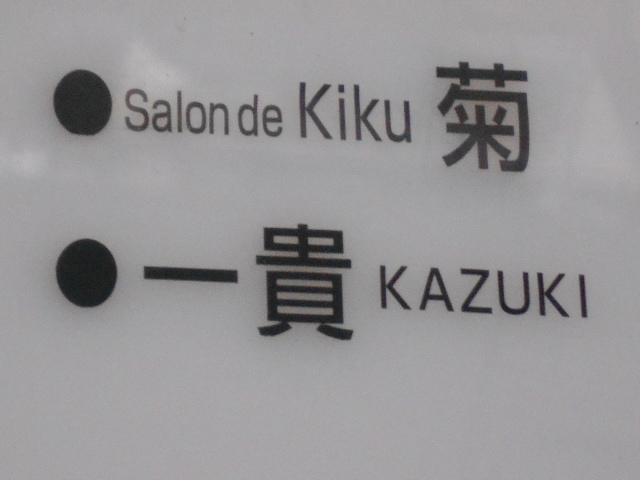 ● Salon de Kiku 菊
● 一貴 KAZUKI